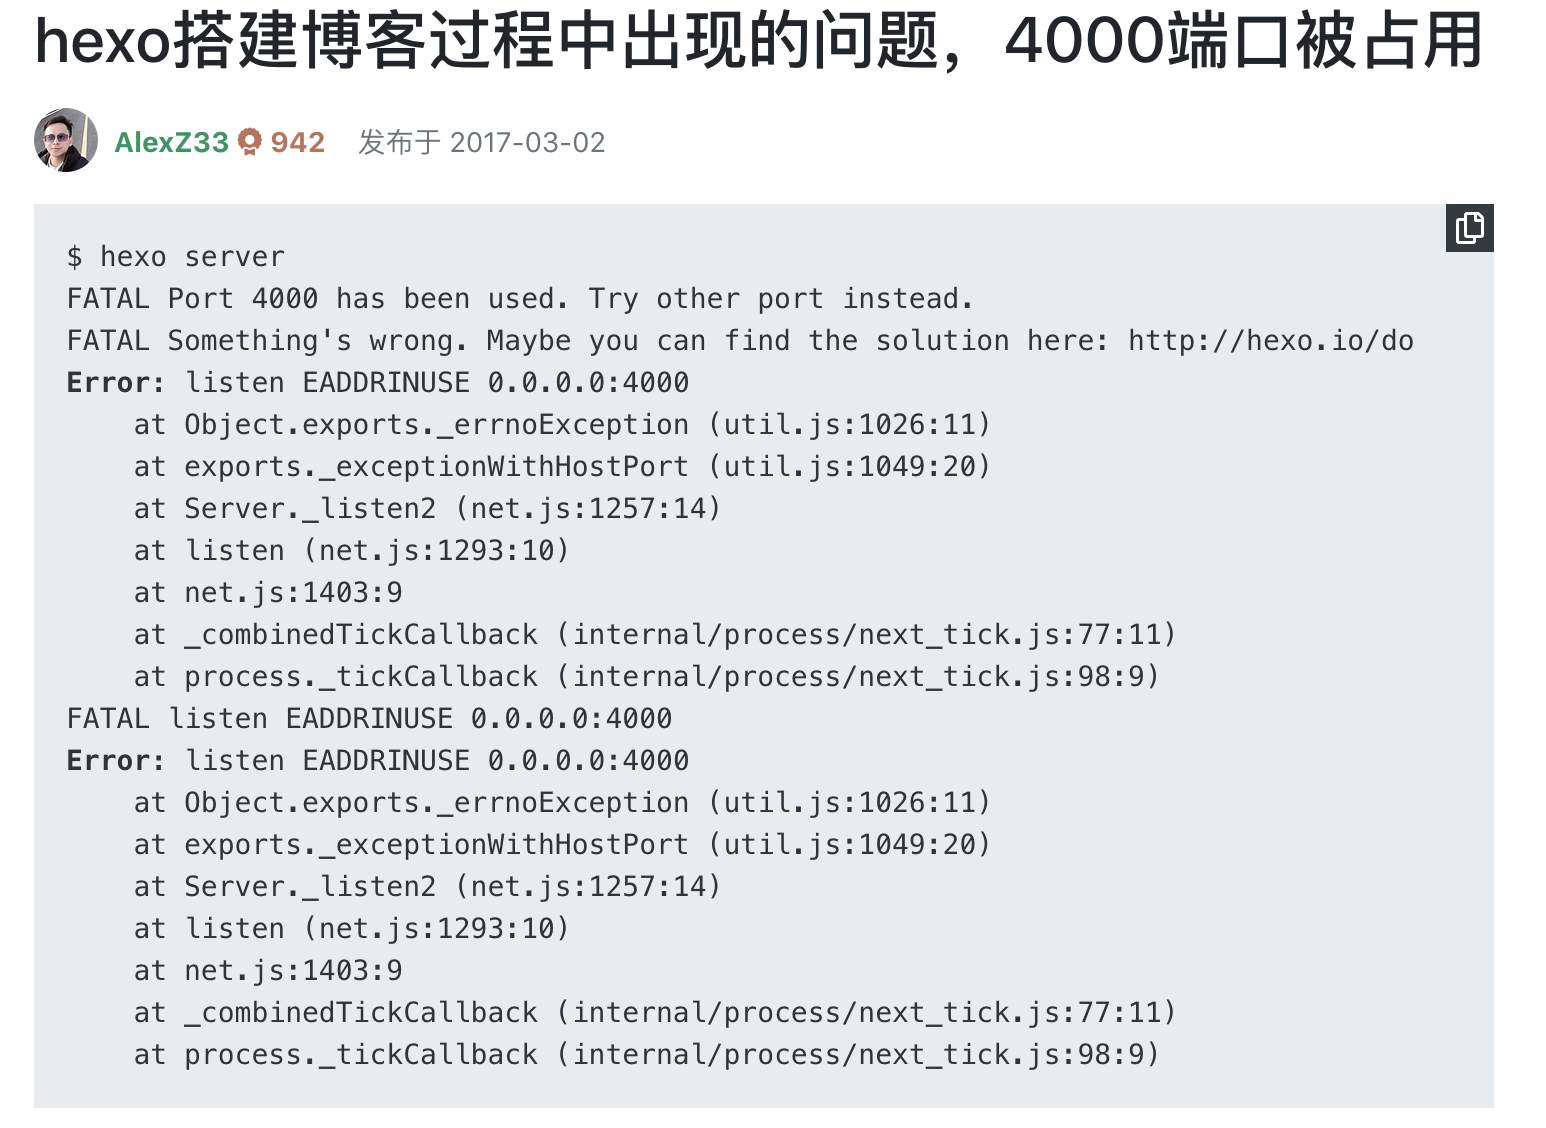 hexo搭建博客过程中出现的问题，4000端口被占用
AlexZ33 942 发布于 2017-03-02
$ hexo server
FATAL Port 4000 has been used. Try other port instead.
FATAL Something's wrong. Maybe you can find the solution here: http://hexo.io/do
Error: listen EADDRINUSE 0.0.0.0:4000
    at Object.exports._errnoException (util.js:1026:11)
    at exports._exceptionWithHostPort (util.js:1049:20)
    at Server._listen2 (net.js:1257:14)
    at listen (net.js:1293:10)
    at net.js:1403:9
    at _combinedTickCallback (internal/process/next_tick.js:77:11)
    at process._tickCallback (internal/process/next_tick.js:98:9)
FATAL listen EADDRINUSE 0.0.0.0:4000
Error: listen EADDRINUSE 0.0.0.0:4000
    at Object.exports._errnoException (util.js:1026:11)
    at exports._exceptionWithHostPort (util.js:1049:20)
    at Server._listen2 (net.js:1257:14)
    at listen (net.js:1293:10)
    at net.js:1403:9
    at _combinedTickCallback (internal/process/next_tick.js:77:11)
    at process._tickCallback (internal/process/next_tick.js:98:9)